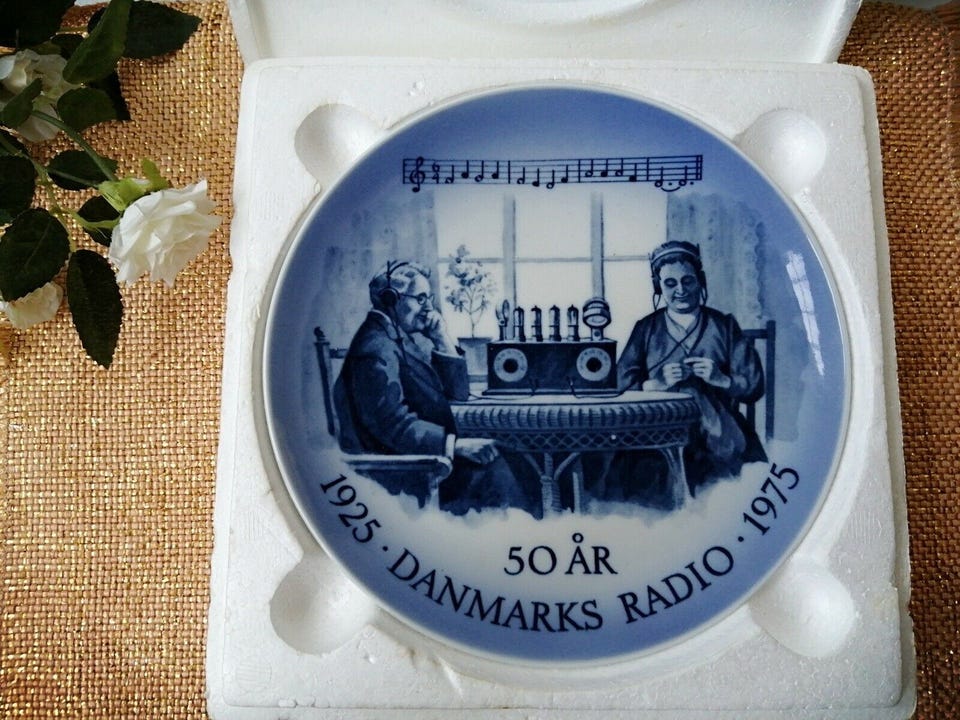 50 ÅR
1925 · DANMARKS RADIO · 1975